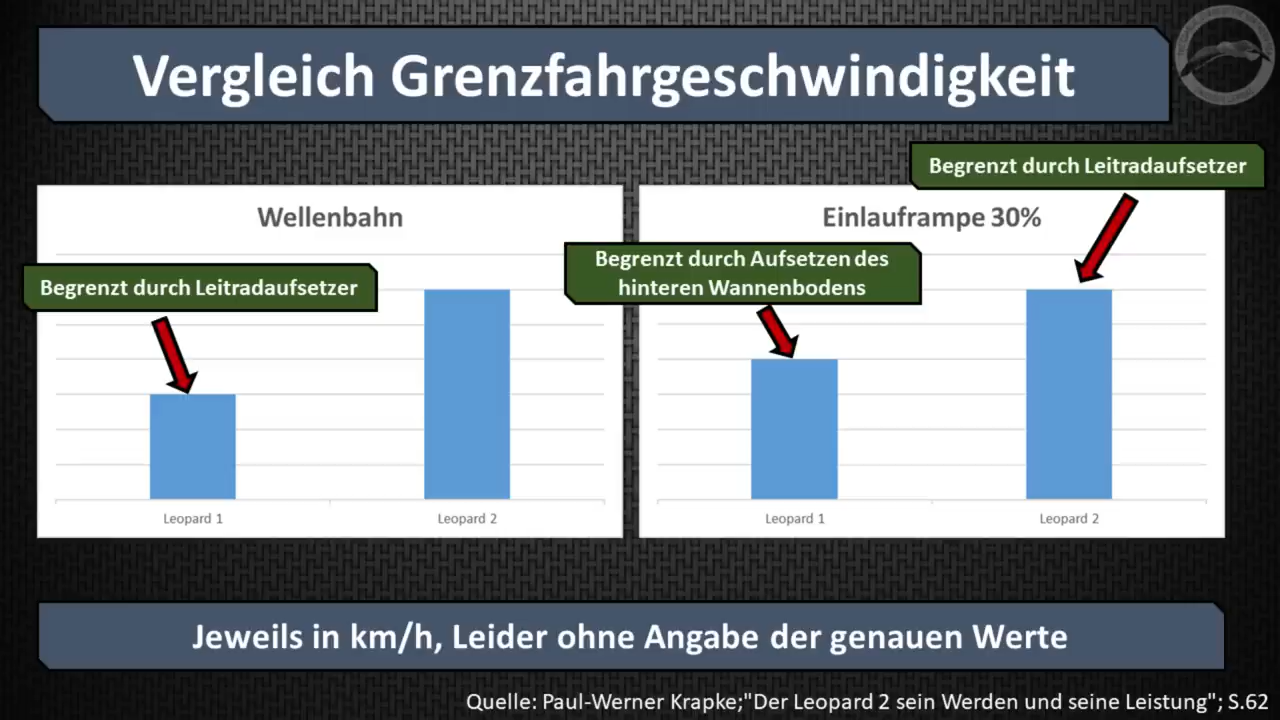 Vergleich Grenzfahrgeschwindigkeit
Begrenzt durch Leitradaufsetzer
Wellenbahn
Einlauframpe 30%
Begrenzt durch Aufsetzen des
hinteren Wannenbodens
Begrenzt durch Leitradaufsetzer
Leopard 1
Leopard 2
Leopard 1
Leopard 2
Jeweils in km/h, Leider ohne Angabe der genauen Werte
Quelle: Paul-Werner Krapke;"Der Leopard 2 sein Werden und seine Leistung"; S.62